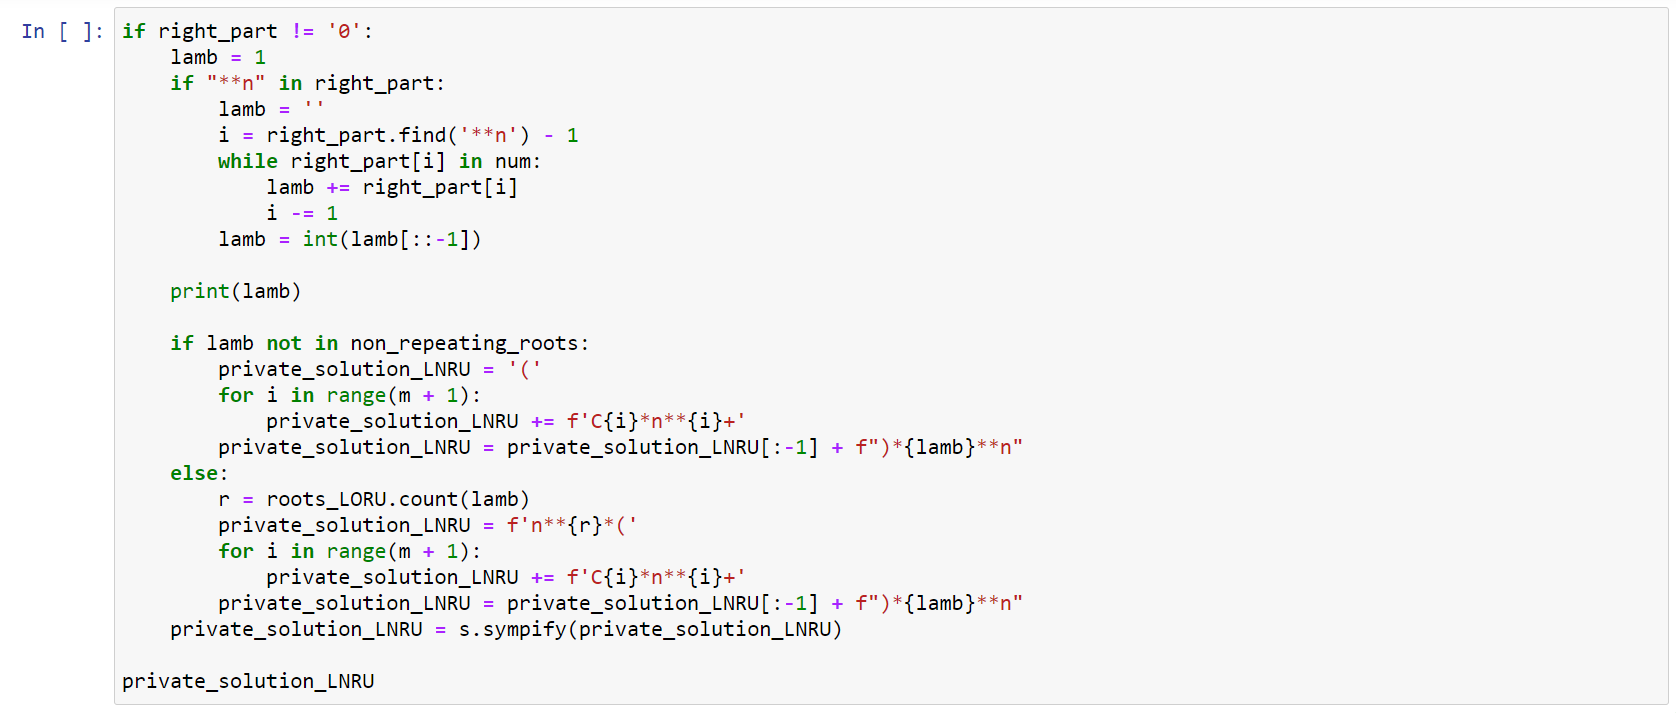 In [ ]: if right_part != '0':
    lamb = 1
    if "**n" in right_part:
        lamb = ''
        i = right_part.find('**n') - 1
        while right_part[i] in num:
            lamb += right_part[i]
            i -= 1
        lamb = int(lamb[::-1])

    print(lamb)

    if lamb not in non_repeating_roots:
        private_solution_LNRU = '('
        for i in range(m + 1):
            private_solution_LNRU += f'C{i}*n**{i}+'
        private_solution_LNRU = private_solution_LNRU[:-1] + f")*{lamb}**n"
    else:
        r = roots_LORU.count(lamb)
        private_solution_LNRU = f'n**{r}*('
        for i in range(m + 1):
            private_solution_LNRU += f'C{i}*n**{i}+'
        private_solution_LNRU = private_solution_LNRU[:-1] + f")*{lamb}**n"
    private_solution_LNRU = s.sympify(private_solution_LNRU)

private_solution_LNRU